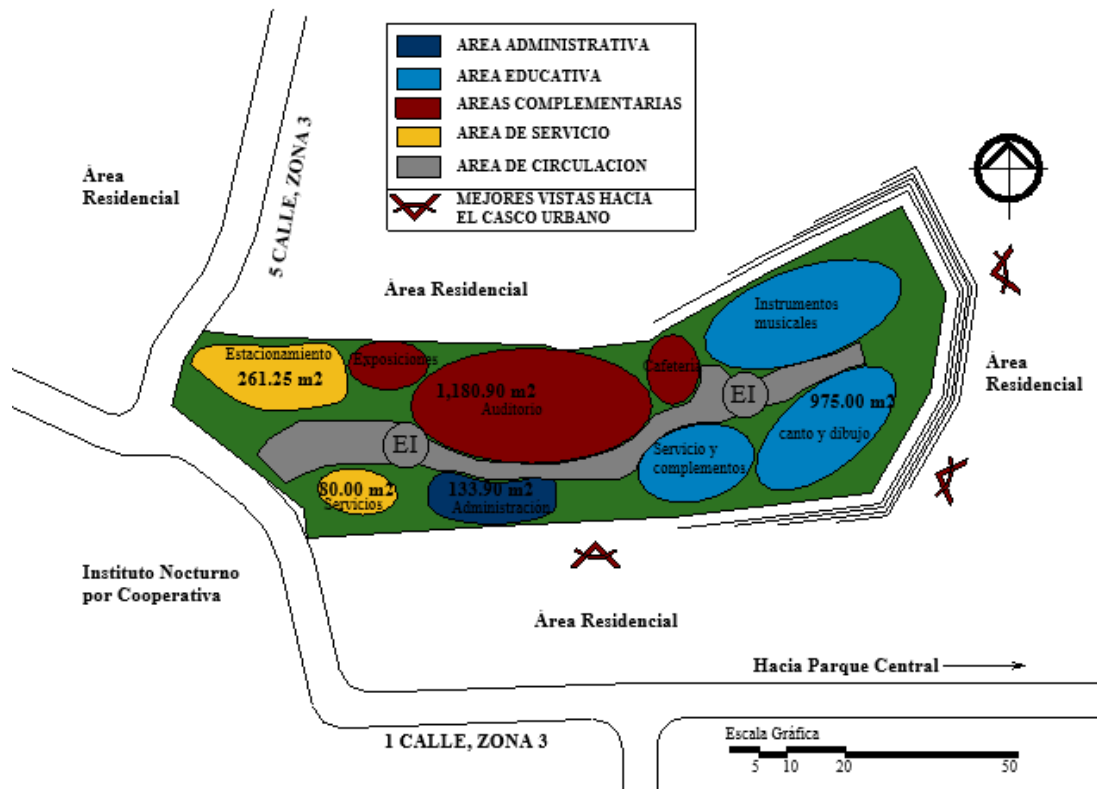 AREA ADMINISTRATIVA
AREA EDUCATIVA
AREAS COMPLEMENTARIAS
AREA DE SERVICIO
AREA DE CIRCULACION
MEJORES VISTAS HACIA
EL CASCO URBANO
Área
Residencial
5 CALLE, ZONA 3
Área Residencial
Instrumentos
musicales
Estacionamiento
261.25 m2
Exposiciones
Cafeteria
Área
Residencial
1,180.90 m2
Auditorio
EI
975.00 m2
canto y dibujo
EI
Servicio y
complementos
80.00 m2
Servicios
133.90 m2
Administración
Instituto Nocturno
por Cooperativa
Área Residencial
Hacia Parque Central
1 CALLE, ZONA 3
Escala Gráfica
5 10 20 50